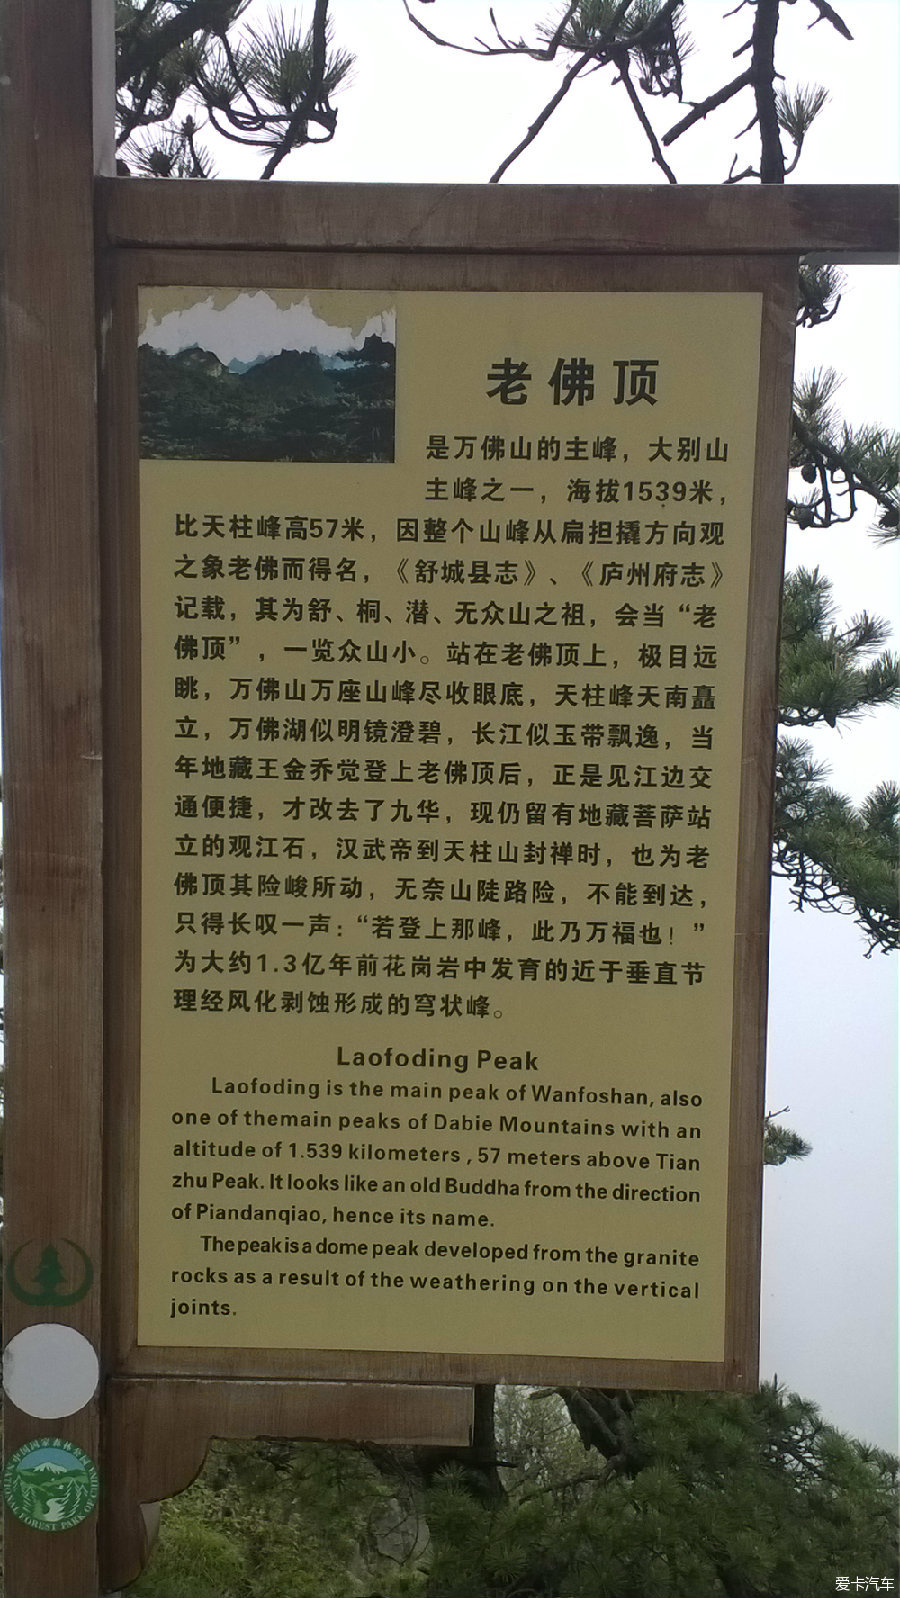 老佛顶
是万佛山的主峰，大别山
主峰之一，海拔1539米，
比天柱峰高57米，因整个山峰从扁担撬方向观
之象老佛而得名，《舒城县志》、《庐州府志》
记载，其为舒、桐、潜、无众山之祖，会当“老
佛顶”，一览众山小。站在老佛顶上，极目远
眺，万佛山万座山峰尽收眼底，天柱峰天南矗
立，万佛湖似明镜澄碧，长江似玉带飘逸，当
年地藏王金乔觉登上老佛顶后，正是见江边交
通便捷，才改去了九华，现仍留有地藏菩萨站
立的观江石，汉武帝到天柱山封禅时，也为老
佛顶其险峻所动，无奈山陡路险，不能到达，
只得长叹一声：“若登上那峰，此乃万福也！”
为大约1.3亿年前花岗岩中发育的近于垂直节
理经风化剥蚀形成的穹状峰。
Laofoding Peak
Laofoding is the main peak of Wanfoshan, also
one of themain peaks of Dabie Mountains with an
altitude of 1.539 kilometers , 57 meters above Tian
zhu Peak. It looks like an old Buddha from the direction
of Piandanqiao, hence its name.
Thepeakis a dome peak developed from the granite
rocks as a result of the weathering on the vertical
joints.
中国国家森林公园
NATIONAL FOREST PARK OF CHINA
爱卡汽车